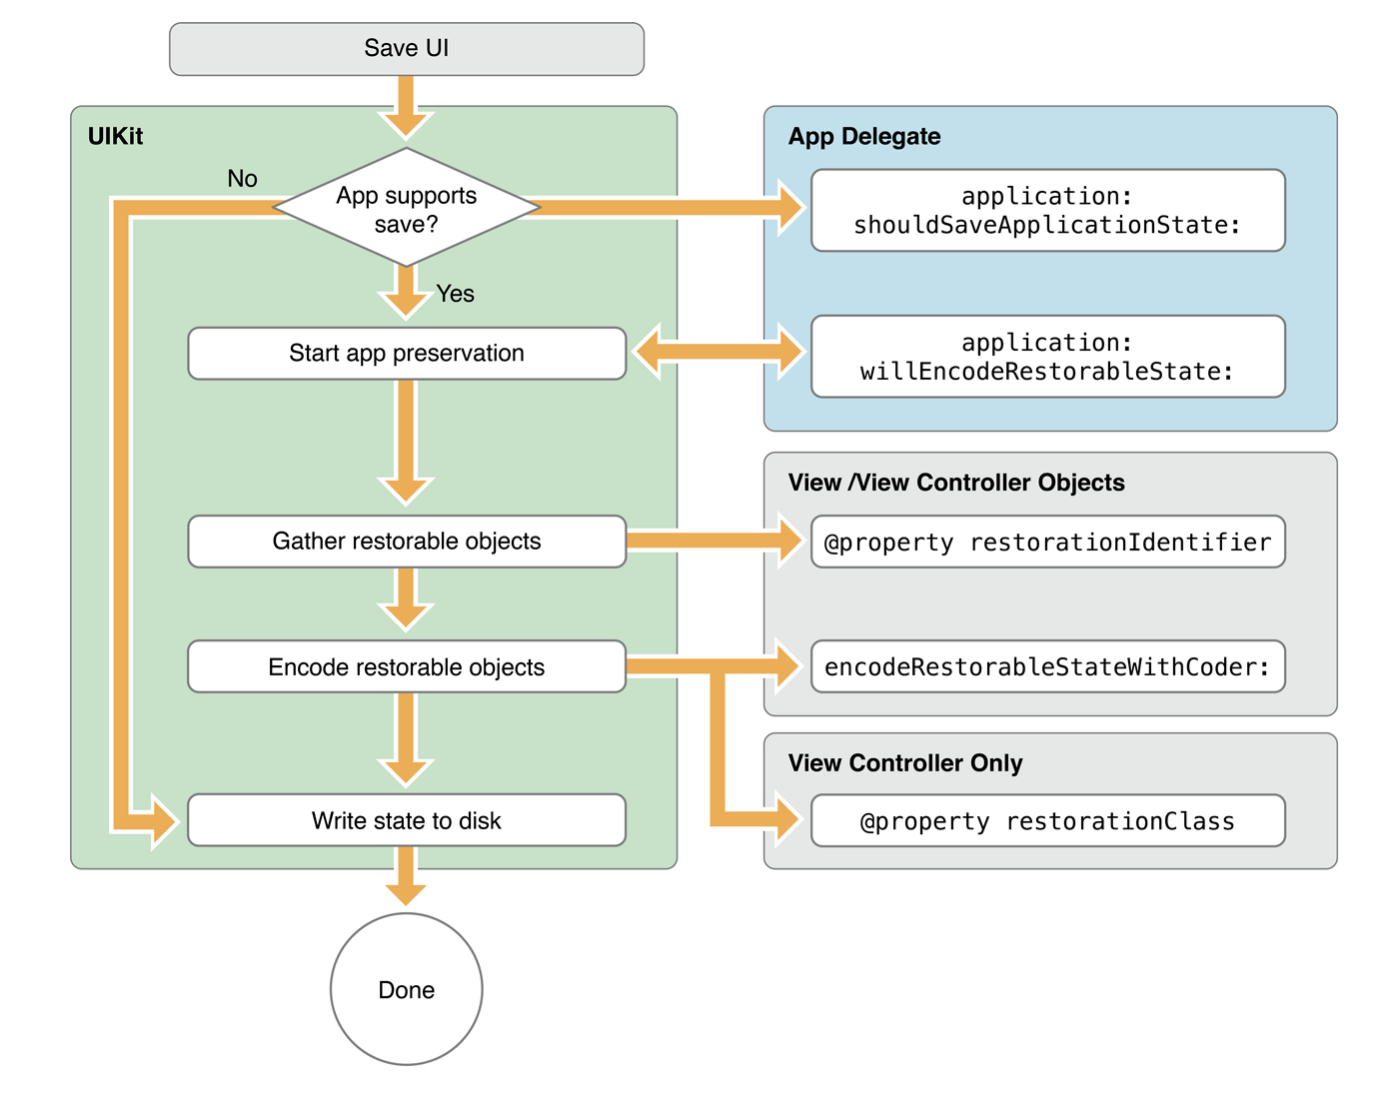 Save UI
UIKit
No
App supports
save?
Yes
Start app preservation
Gather restorable objects
Encode restorable objects
Write state to disk
Done
App Delegate
application:
shouldSaveApplicationState:
application:
willEncodeRestorableState:
View /View Controller Objects
@property restorationIdentifier
encodeRestorableStateWithCoder:
View Controller Only
@property restorationClass